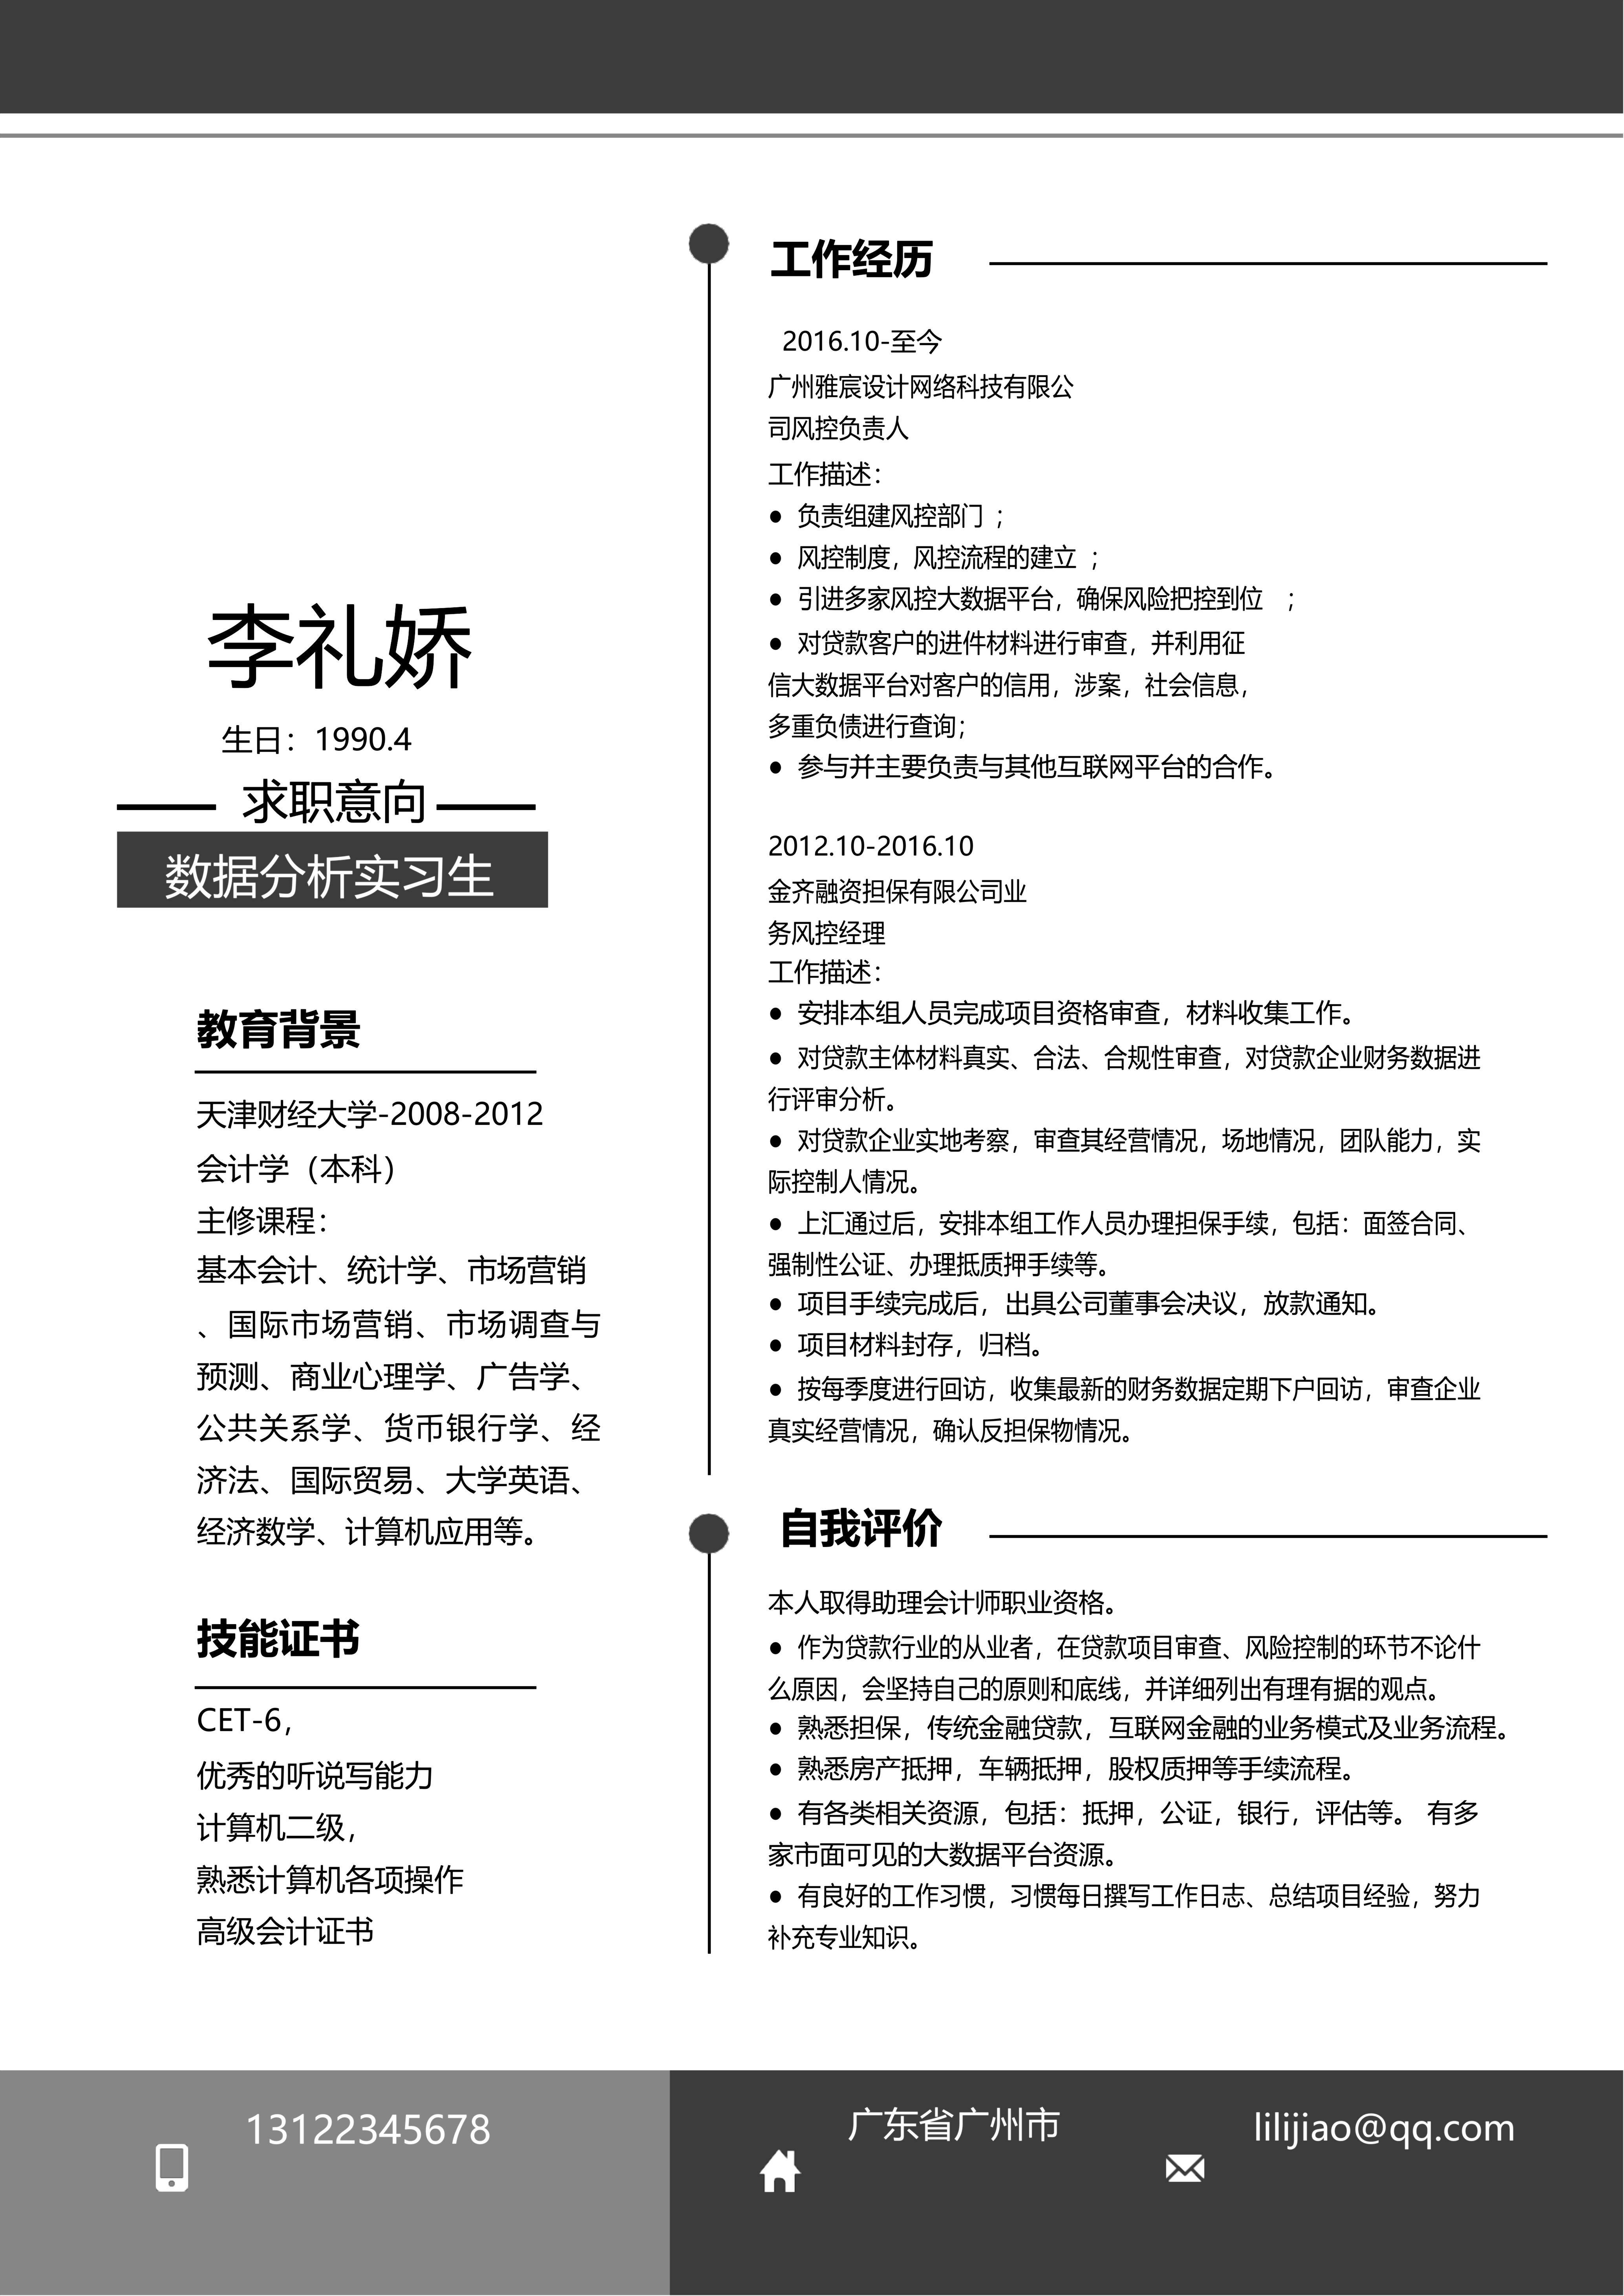 李礼娇
生日：1990.4
求职意向
数据分析实习生
教育背景
天津财经大学-2008-2012
会计学（本科）
主修课程：
基本会计、统计学、市场营销
、国际市场营销、市场调查与
预测、商业心理学、广告学、
公共关系学、货币银行学、经
济法、国际贸易、大学英语、
经济数学、计算机应用等。
技能证书
CET-6，
优秀的听说写能力
计算机二级，
熟悉计算机各项操作
高级会计证书
工作经历
2016.10-至今
广州雅宸设计网络科技有限公
司风控负责人
工作描述：
● 负责组建风控部门 ；
● 风控制度，风控流程的建立 ；
● 引进多家风控大数据平台，确保风险把控到位 ；
● 对贷款客户的进件材料进行审查，并利用征
信大数据平台对客户的信用，涉案，社会信息，
多重负债进行查询；
● 参与并主要负责与其他互联网平台的合作。
2012.10-2016.10
金齐融资担保有限公司业
务风控经理
工作描述：
● 安排本组人员完成项目资格审查，材料收集工作。
● 对贷款主体材料真实、合法、合规性审查，对贷款企业财务数据进
行评审分析。
● 对贷款企业实地考察，审查其经营情况，场地情况，团队能力，实
际控制人情况。
● 上汇通过后，安排本组工作人员办理担保手续，包括：面签合同、
强制性公证、办理抵质押手续等。
● 项目手续完成后，出具公司董事会决议，放款通知。
● 项目材料封存，归档。
● 按每季度进行回访，收集最新的财务数据定期下户回访，审查企业
真实经营情况，确认反担保物情况。
自我评价
本人取得助理会计师职业资格。
● 作为贷款行业的从业者，在贷款项目审查、风险控制的环节不论什
么原因，会坚持自己的原则和底线，并详细列出有理有据的观点。
● 熟悉担保，传统金融贷款，互联网金融的业务模式及业务流程。
● 熟悉房产抵押，车辆抵押，股权质押等手续流程。
● 有各类相关资源，包括：抵押，公证，银行，评估等。 有多
家市面可见的大数据平台资源。
● 有良好的工作习惯，习惯每日撰写工作日志、总结项目经验，努力
补充专业知识。
13122345678
广东省广州市
lilijiao@qq.com